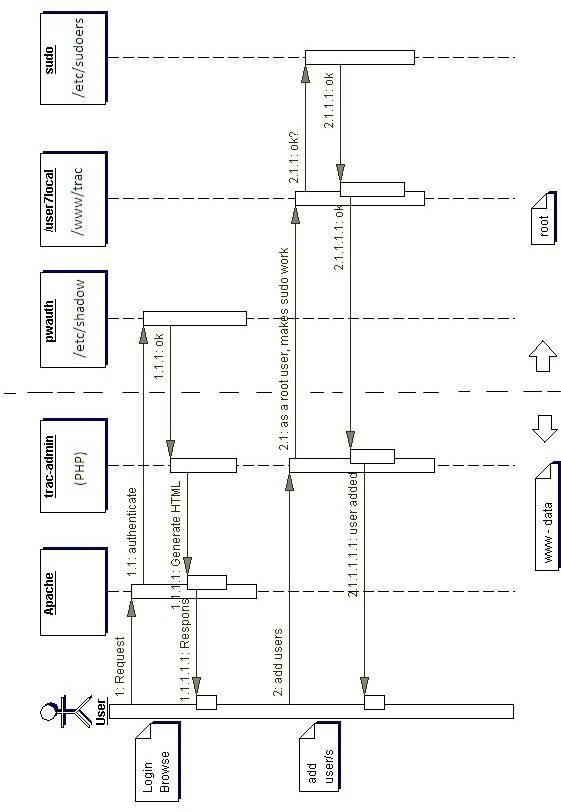 User
Apache
trac-admin
(PHP)
pwauth
/etc/shadow
/user7local
/www/trac
sudo
/etc/sudoers
Login
Browse
1: Request
1.1: authenticate
1.1.1: ok
1.1.1.1: Generate HTML
1.1.1.1.1: Respons
add
user/s
2: add users
2.1: as a root user, makes sudo work
2.1.1: ok?
2.1.1.1: ok
2.1.1.1.1: ok
2.1.1.1.1.1: user added
www - data
root